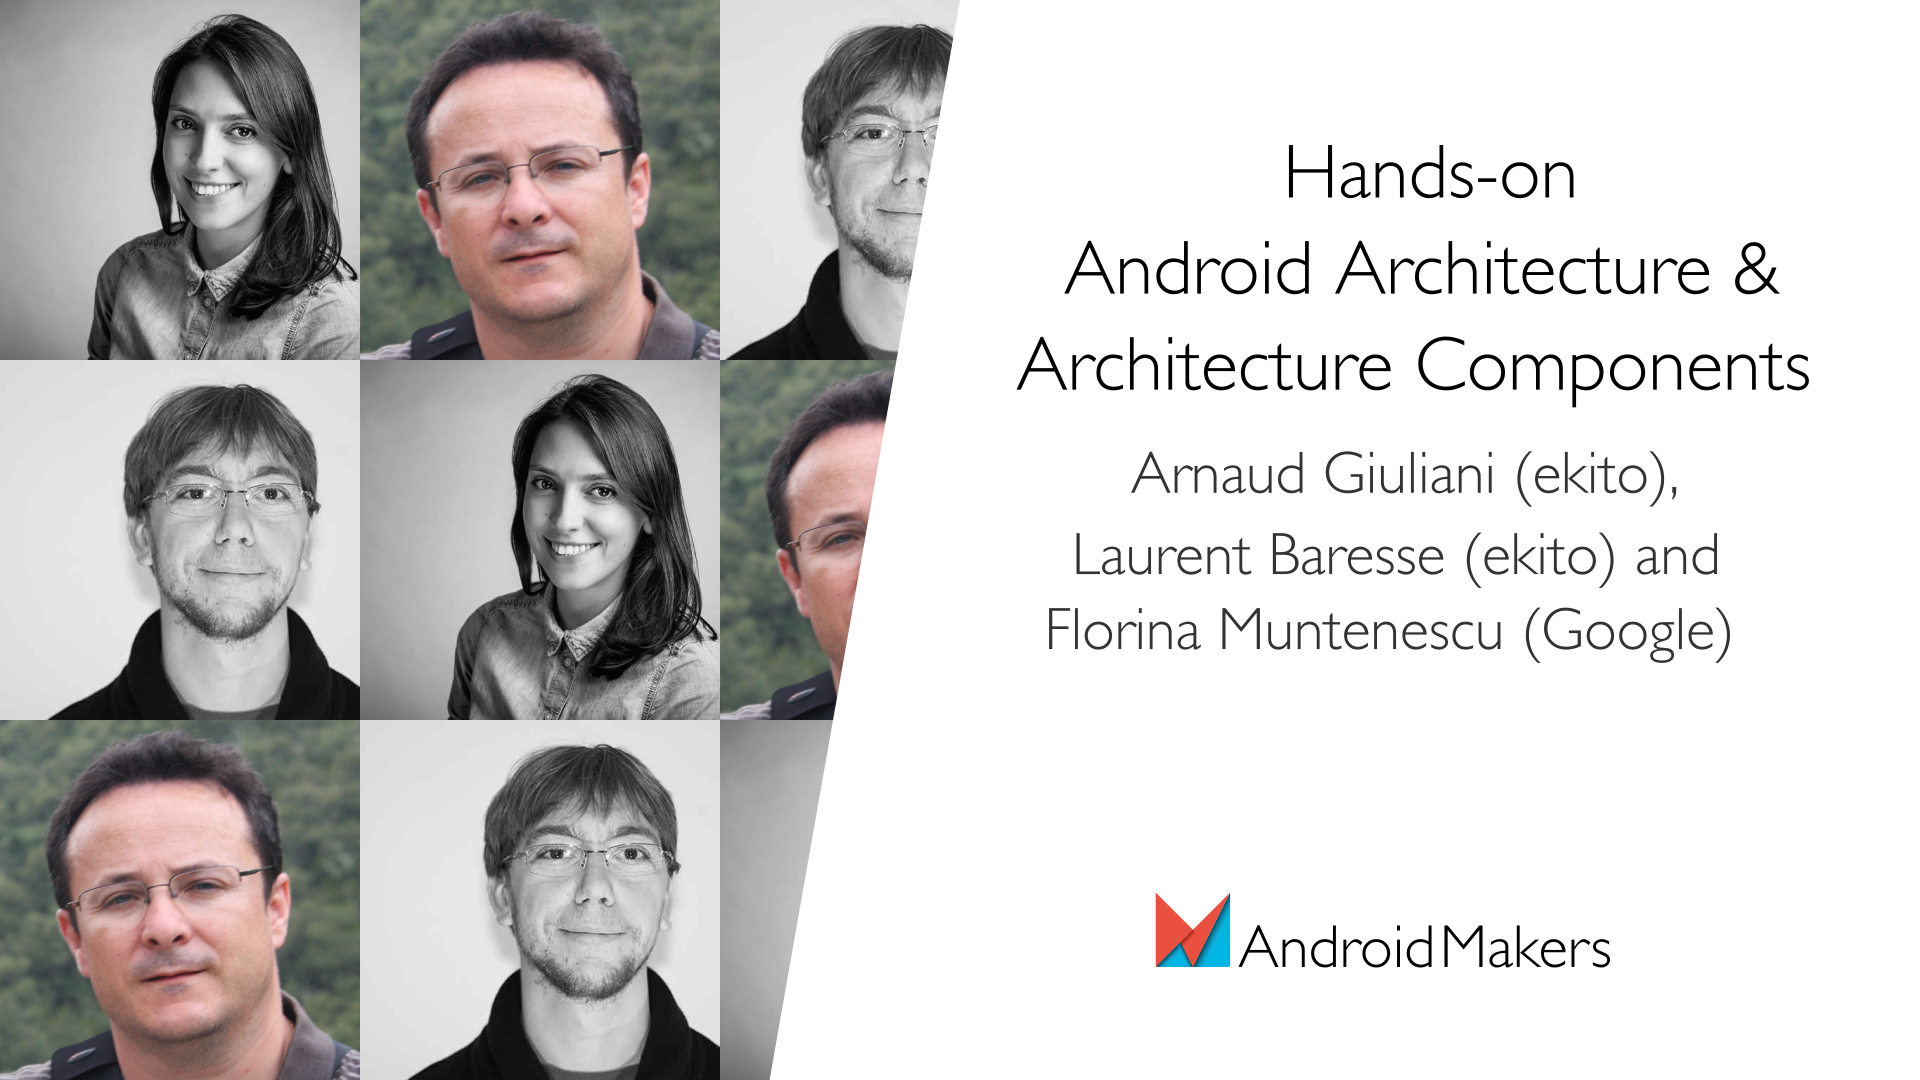 Hands-on
Android Architecture &
Architecture Components
Arnaud Giuliani (ekito),
Laurent Baresse (ekito) and
Florina Muntenescu (Google)
AndroidMakers